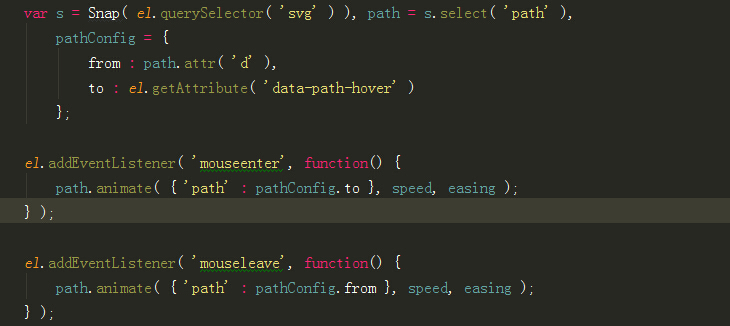 var s = Snap( el.querySelector( 'svg' ) ), path = s.select( 'path' ),
    pathConfig = {
        from : path.attr( 'd' ),
        to : el.getAttribute( 'data-path-hover' )
    };
el.addEventListener( 'mouseenter', function() {
    path.animate( { 'path' : pathConfig.to }, speed, easing );
} );
el.addEventListener( 'mouseleave', function() {
    path.animate( { 'path' : pathConfig.from }, speed, easing );
} );